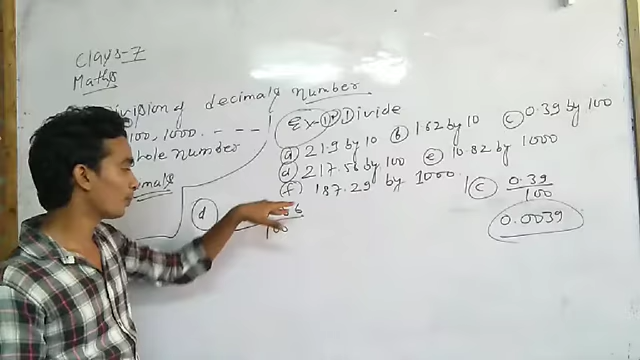 Class-7
Maths
Division of decimals number
100, 1000. - - - -
whole number
Divide
(a) 21.9 by 10 (b) 1.62 by 10 (c) 0.39 by 100
(d) 217.56 by 100 (e) 10.82 by 1000
(f) 187.29 by 1000
(c) 0.39
100
0.0039
(d)
100